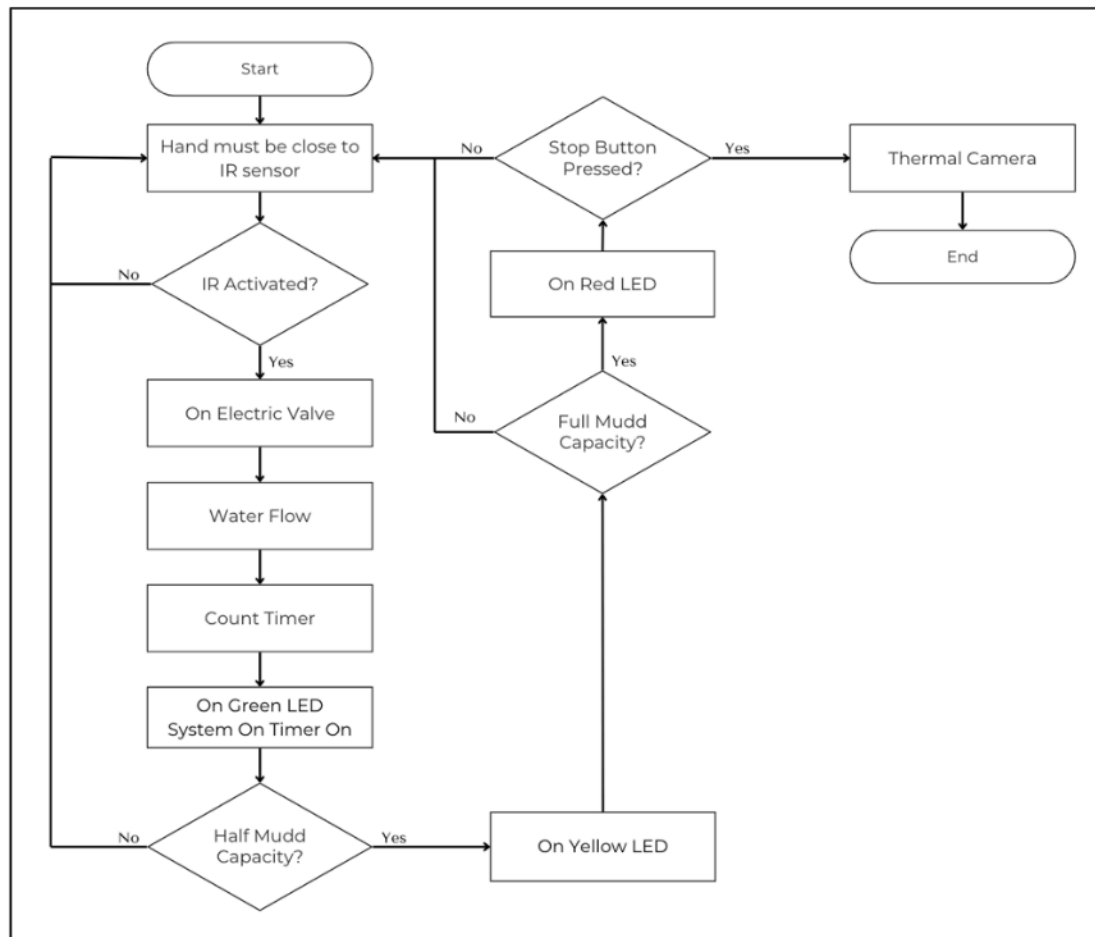 Start
Hand must be close to
IR sensor
IR Activated?
No
Yes
On Electric Valve
Water Flow
Count Timer
On Green LED
System On Timer On
Half Mudd
Capacity?
No
Yes
On Yellow LED
Full Mudd
Capacity?
No
Yes
On Red LED
Stop Button
Pressed?
No
Yes
Thermal Camera
End